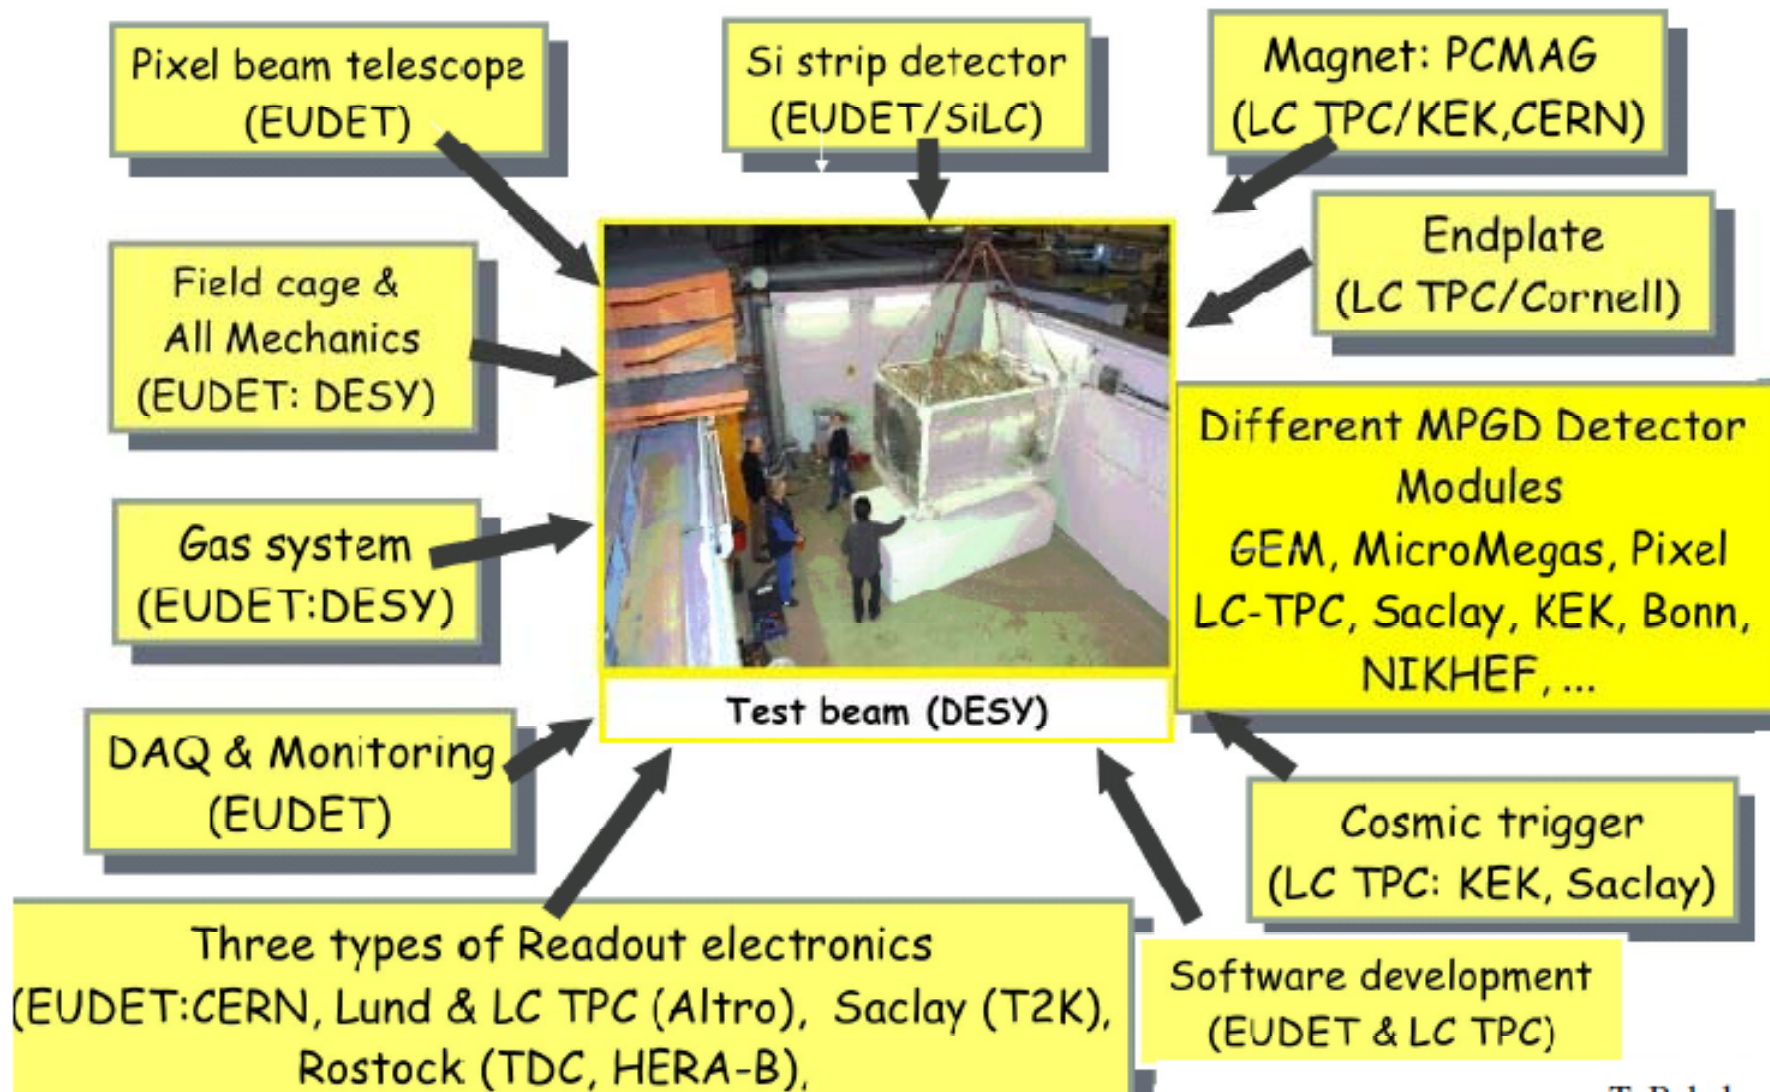 Pixel beam telescope
(EUDET)
Si strip detector
(EUDET/SiLC)
Magnet: PCMAG
(LC TPC/KEK,CERN)
Endplate
(LC TPC/Cornell)
Field cage &
All Mechanics
(EUDET: DESY)
Different MPGD Detector
Modules
GEM, MicroMegas, Pixel
LC-TPC, Saclay, KEK, Bonn,
NIKHEF, ...
Gas system
(EUDET:DESY)
Test beam (DESY)
DAQ & Monitoring
(EUDET)
Cosmic trigger
(LC TPC: KEK, Saclay)
Three types of Readout electronics
(EUDET:CERN, Lund & LC TPC (Altro), Saclay (T2K),
Rostock (TDC, HERA-B),
Software development
(EUDET & LC TPC)